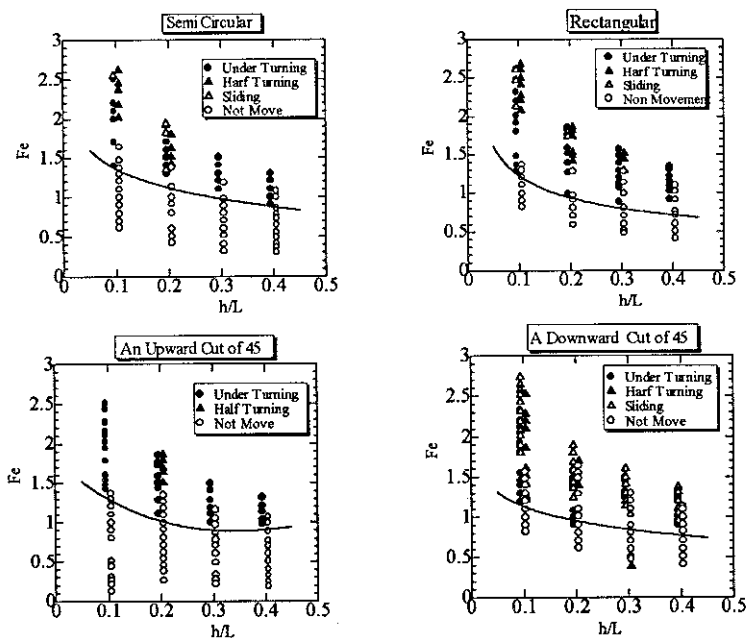 Semi Circular
3
2.5
2
1.5
1
0.5
0
Fe
Under Turning
Harf Turning
Sliding
Not Move
0 0.1 0.2 0.3 0.4 0.5
h/L
Rectangular
3
2.5
2
1.5
1
0.5
0
Fe
Under Turning
Harf Turning
Sliding
Non Movemen
0 0.1 0.2 0.3 0.4 0.5
h/L
An Upward Cut of 45
3
2.5
2
1.5
1
0.5
0
Fe
Under Turning
Half Turning
Not Move
0 0.1 0.2 0.3 0.4 0.5
h/L
A Downward Cut of 45
3
2.5
2
1.5
1
0.5
0
Fe
Under Turning
Harf Turning
Sliding
Not Move
0 0.1 0.2 0.3 0.4 0.5
h/L